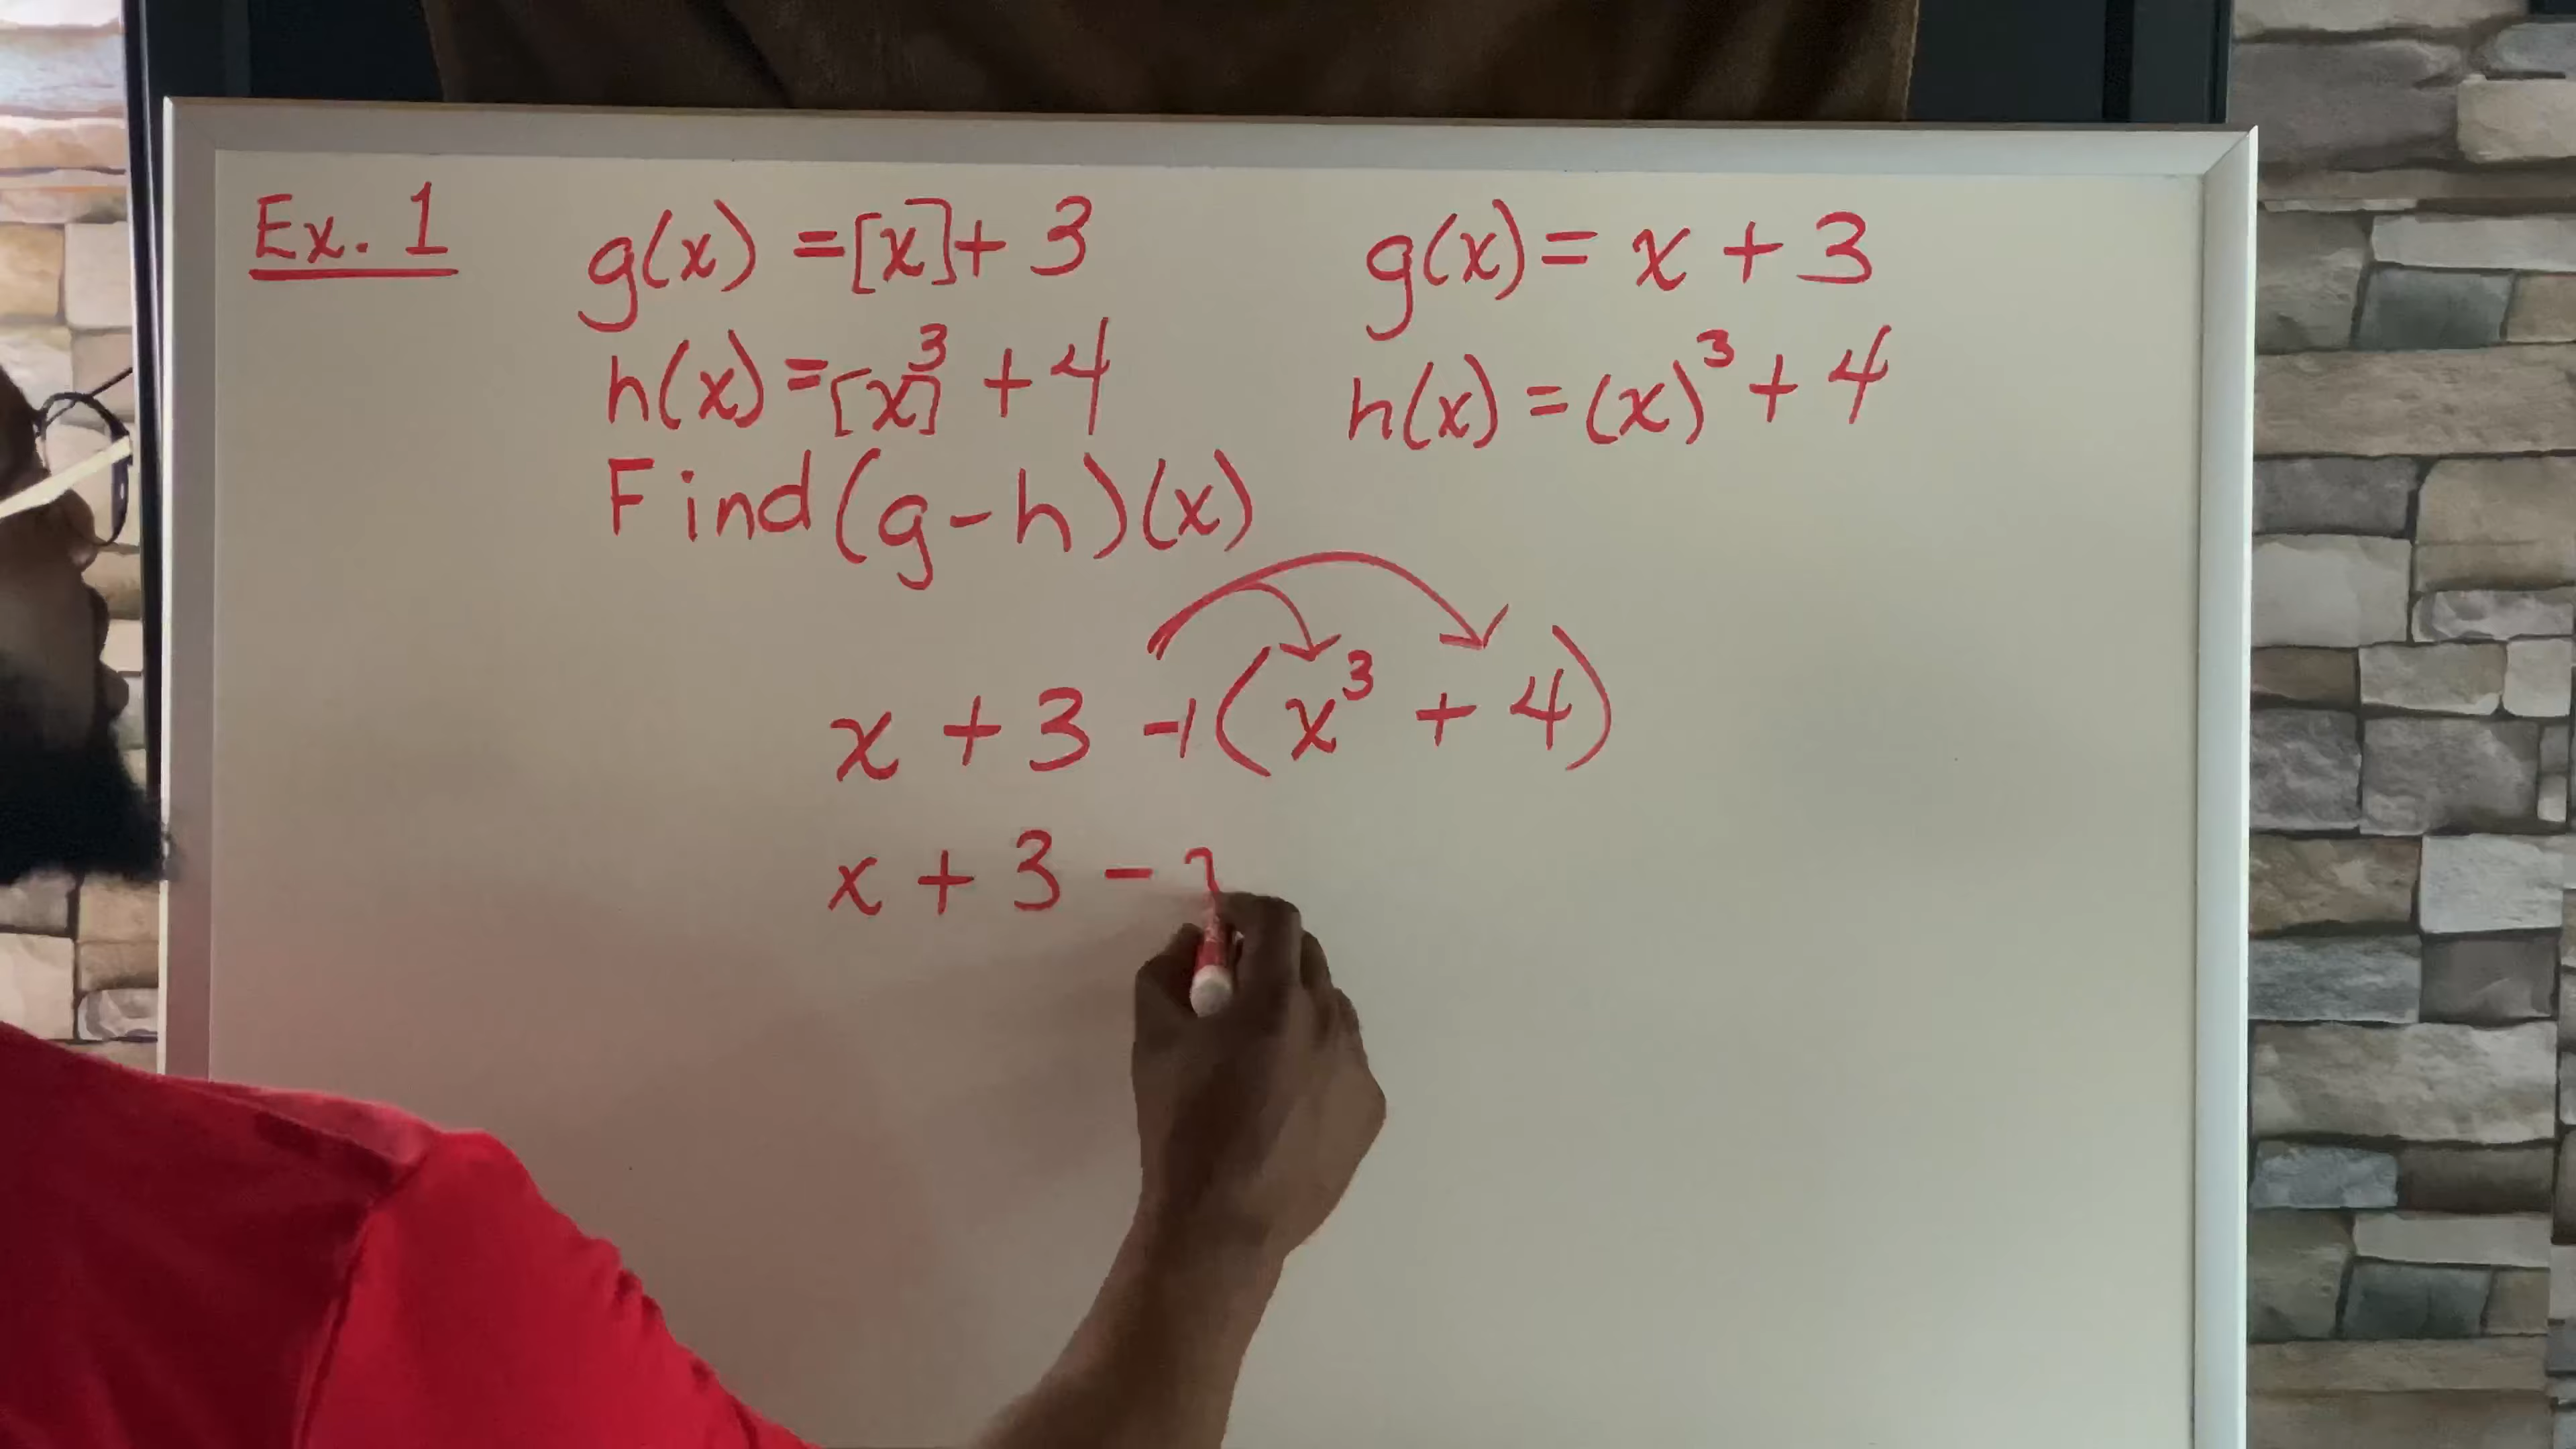 Ex. 1
g(x) = [x] + 3
h(x) = [x]³ + 4
Find (g-h)(x)
g(x) = x + 3
h(x) = (x)³ + 4
x + 3 -1(x³ + 4)
x + 3 -